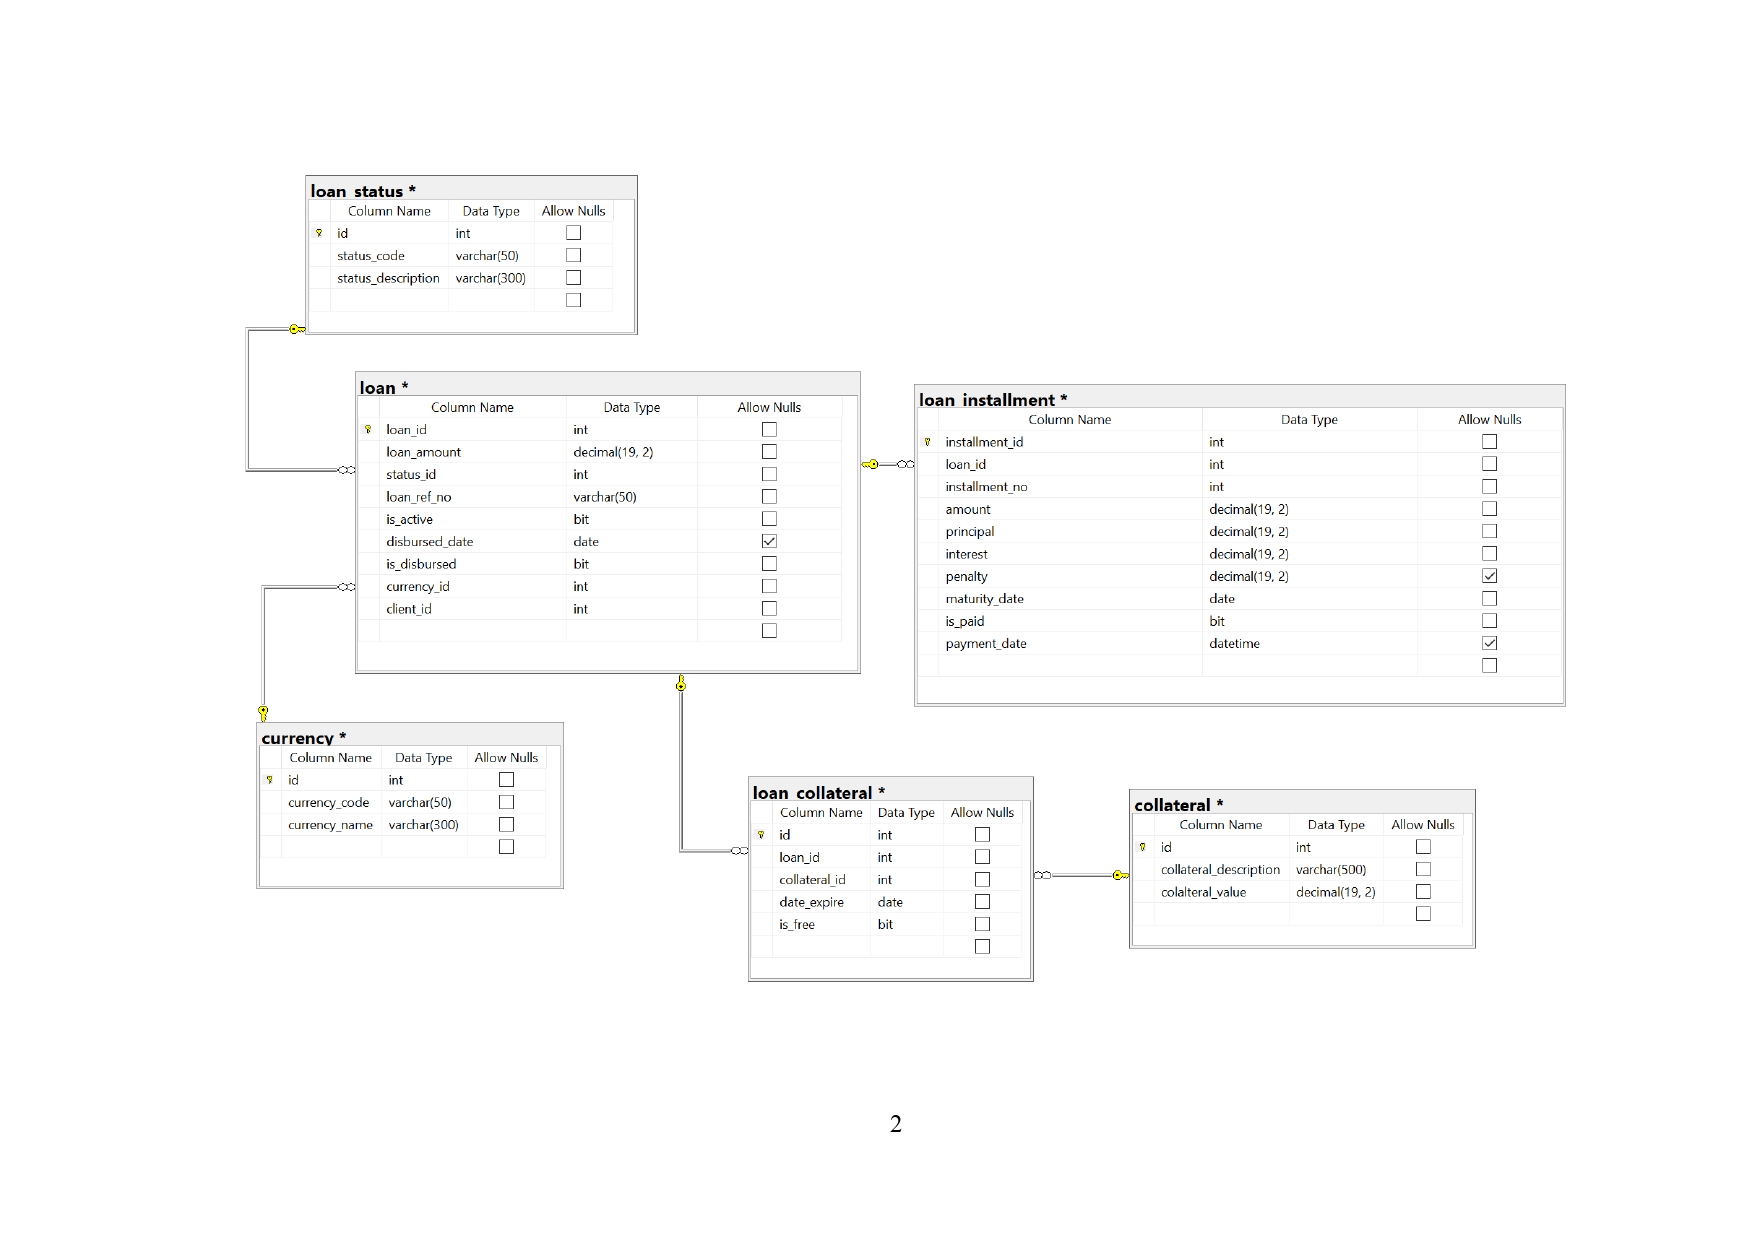 loan_status *
Column Name Data Type Allow Nulls
id int
status_code varchar(50)
status_description varchar(300)
loan *
Column Name Data Type Allow Nulls
loan_id int
loan_amount decimal(19, 2)
status_id int
loan_ref_no varchar(50)
is_active bit
disbursed_date date
is_disbursed bit
currency_id int
client_id int
loan_installment *
Column Name Data Type Allow Nulls
installment_id int
loan_id int
installment_no int
amount decimal(19, 2)
principal decimal(19, 2)
interest decimal(19, 2)
penalty decimal(19, 2)
maturity_date date
is_paid bit
payment_date datetime
currency *
Column Name Data Type Allow Nulls
id int
currency_code varchar(50)
currency_name varchar(300)
loan_collateral *
Column Name Data Type Allow Nulls
id int
loan_id int
collateral_id int
date_expire date
is_free bit
collateral *
Column Name Data Type Allow Nulls
id int
collateral_description varchar(500)
colalteral_value decimal(19, 2)
2